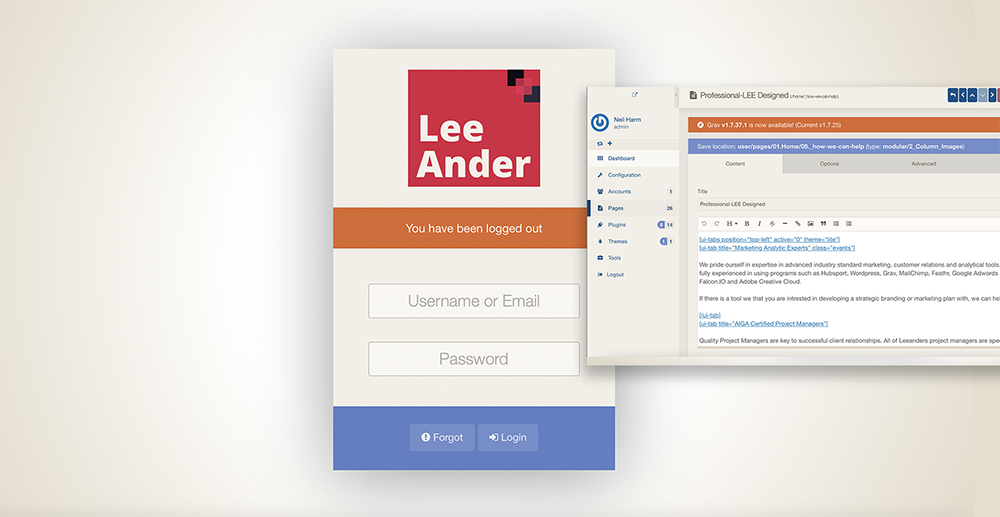 Lee
Ander
You have been logged out
Username or Email
Password
Forgot
Login
Professional-LEE Designed (/home/_how-we-can-help)
Neil Harm
admin
Grav v1.7.37.1 is now available! (Current v1.7.25)
Save location: user/pages/01.Home/05._how-we-can-help (type: modular/2_Column_Images)
Dashboard
Configuration
Accounts 1
Pages 26
Plugins 6 14
Themes 1 1
Tools
Logout
Content
Options
Advanced
Title
Professional-LEE Designed
H B I S
[ui-tabs position="top-left" active="0" theme="lite"]
[ui-tab title="Marketing Analytic Experts" class="events"]
We pride ourself in expertise in advanced industry standard marketing, customer relations and analytical tools.
fully experienced in using programs such as Hubsport, Wordpress, Grav, MailChimp, Feathr, Google Adwords
Falcon.IO and Adobe Creative Cloud.
If there is a tool we that you are intrested in developing a strategic branding or marketing plan with, we can
[/ui-tab]
[ui-tab title="AIGA Certified Project Managers"]
Quality Project Managers are key to successful client relationships. All of Leeanders project managers are